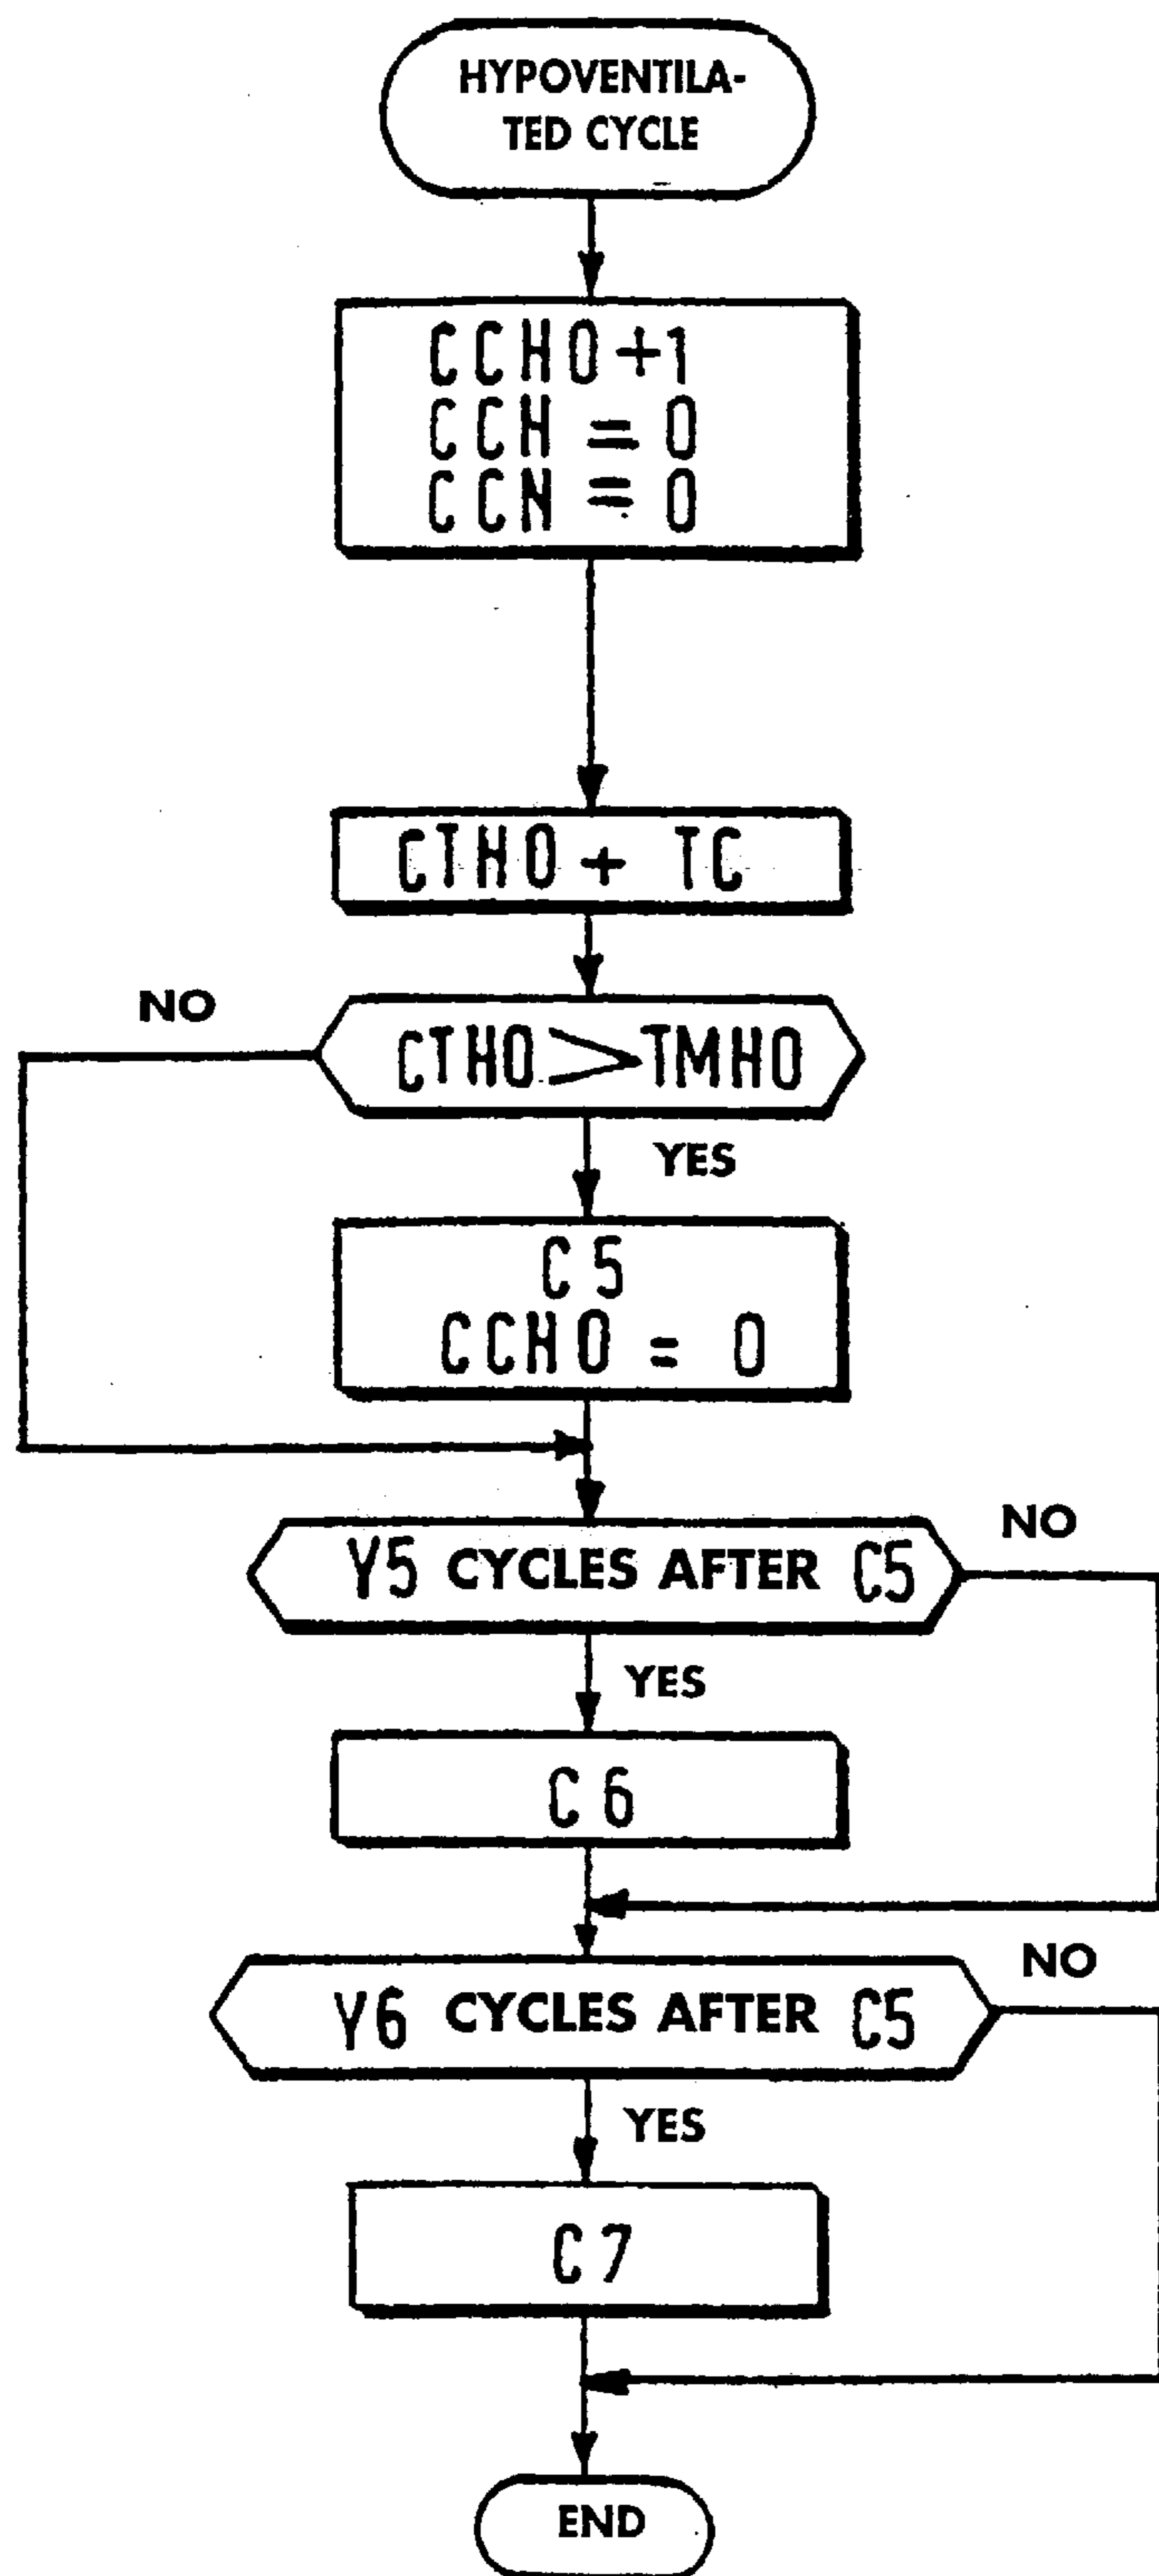 HYPOVENTILA-
TED CYCLE
CCHO +1
CCH = 0
CCN = 0
CTHO + TC
NO
CTHO > TMHO
YES
C5
CCHO = 0
NO
Y5 CYCLES AFTER C5
YES
C6
NO
Y6 CYCLES AFTER C5
YES
C7
END